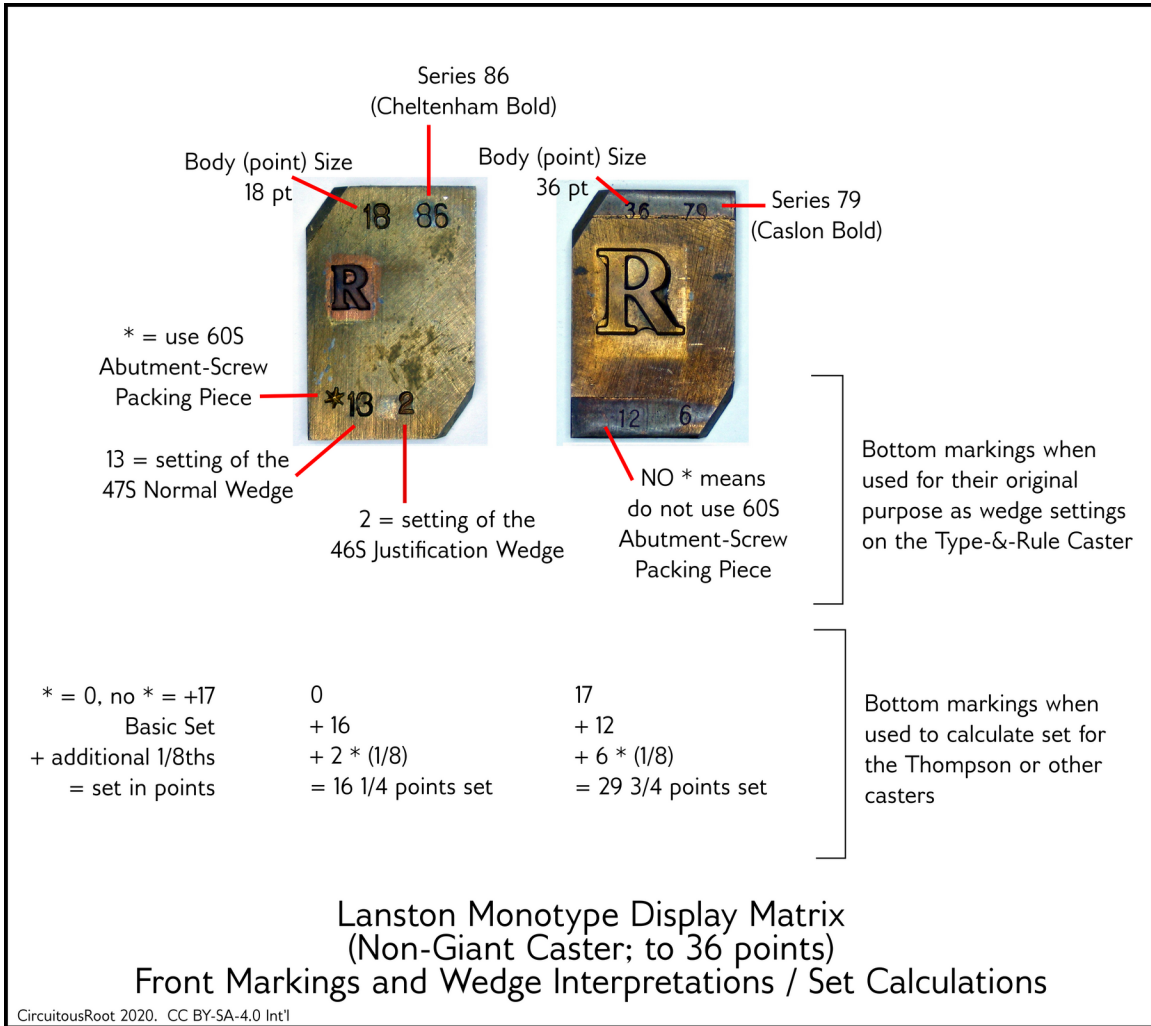 Series 86
(Cheltenham Bold)
Body (point) Size
18 pt
Body (point) Size
36 pt
Series 79
(Caslon Bold)
18 86
R
*13 2
36 79
R
12 6
* = use 60S
Abutment-Screw
Packing Piece
13 = setting of the
47S Normal Wedge
2 = setting of the
46S Justification Wedge
NO * means
do not use 60S
Abutment-Screw
Packing Piece
Bottom markings when
used for their original
purpose as wedge settings
on the Type-&-Rule Caster
* = 0, no * = +17
Basic Set
+ additional 1/8ths
= set in points
0
+ 16
+ 2 * (1/8)
= 16 1/4 points set
17
+ 12
+ 6 * (1/8)
= 29 3/4 points set
Bottom markings when
used to calculate set for
the Thompson or other
casters
Lanston Monotype Display Matrix
(Non-Giant Caster; to 36 points)
Front Markings and Wedge Interpretations / Set Calculations
CircuitousRoot 2020. CC BY-SA-4.0 Int'l